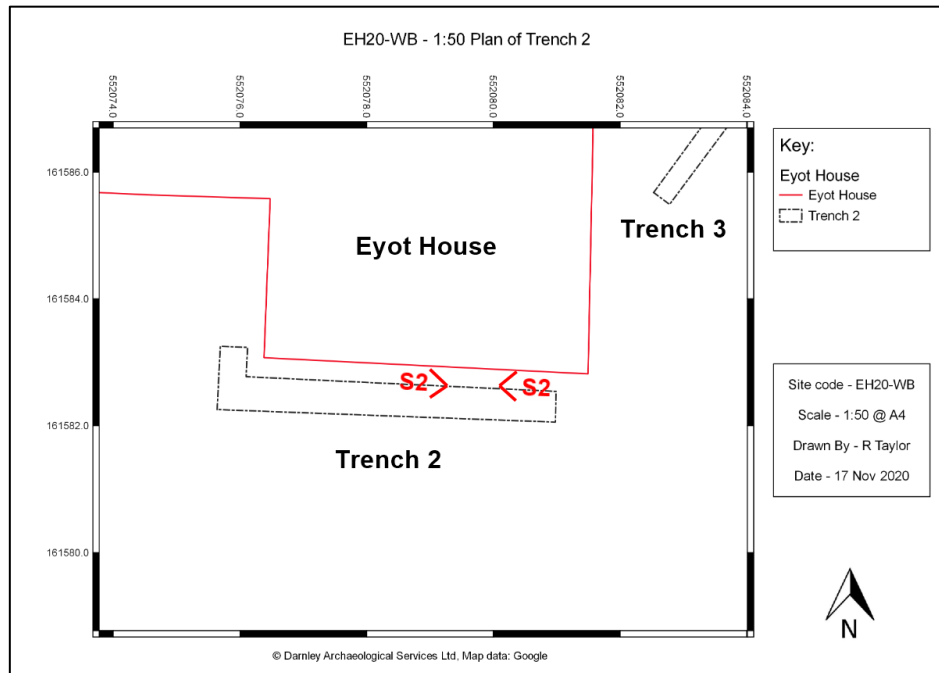 EH20-WB - 1:50 Plan of Trench 2
552074.0
552076.0
552078.0
552080.0
552082.0
552084.0
161586.0
161584.0
161582.0
161580.0
Eyot House
Trench 3
S2
S2
Trench 2
Key:
Eyot House
Eyot House
Trench 2
Site code - EH20-WB
Scale - 1:50 @ A4
Drawn By - R Taylor
Date - 17 Nov 2020
N
© Darnley Archaeological Services Ltd, Map data: Google